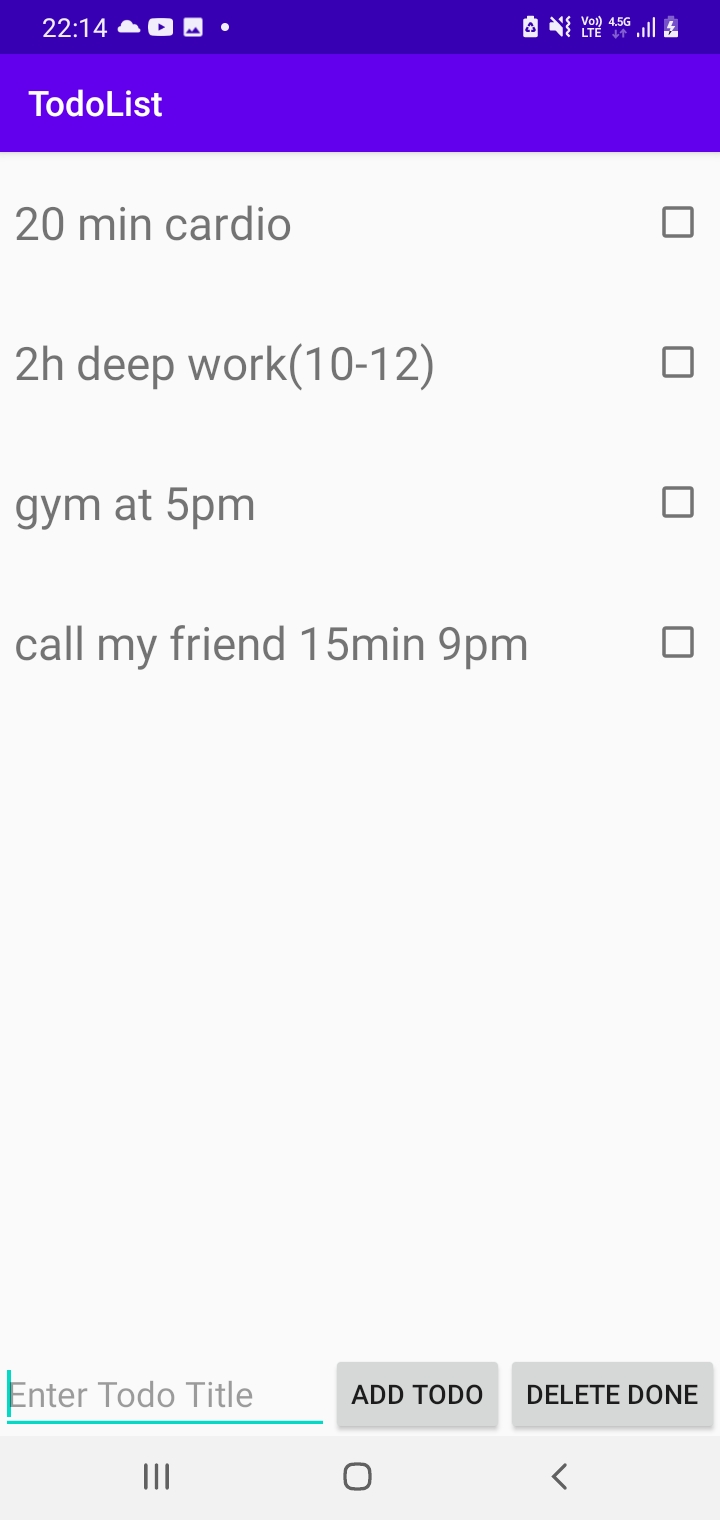 22:14
Vo)) LTE 4.5G
TodoList
20 min cardio
2h deep work(10-12)
gym at 5pm
call my friend 15min 9pm
Enter Todo Title ADD TODO DELETE DONE